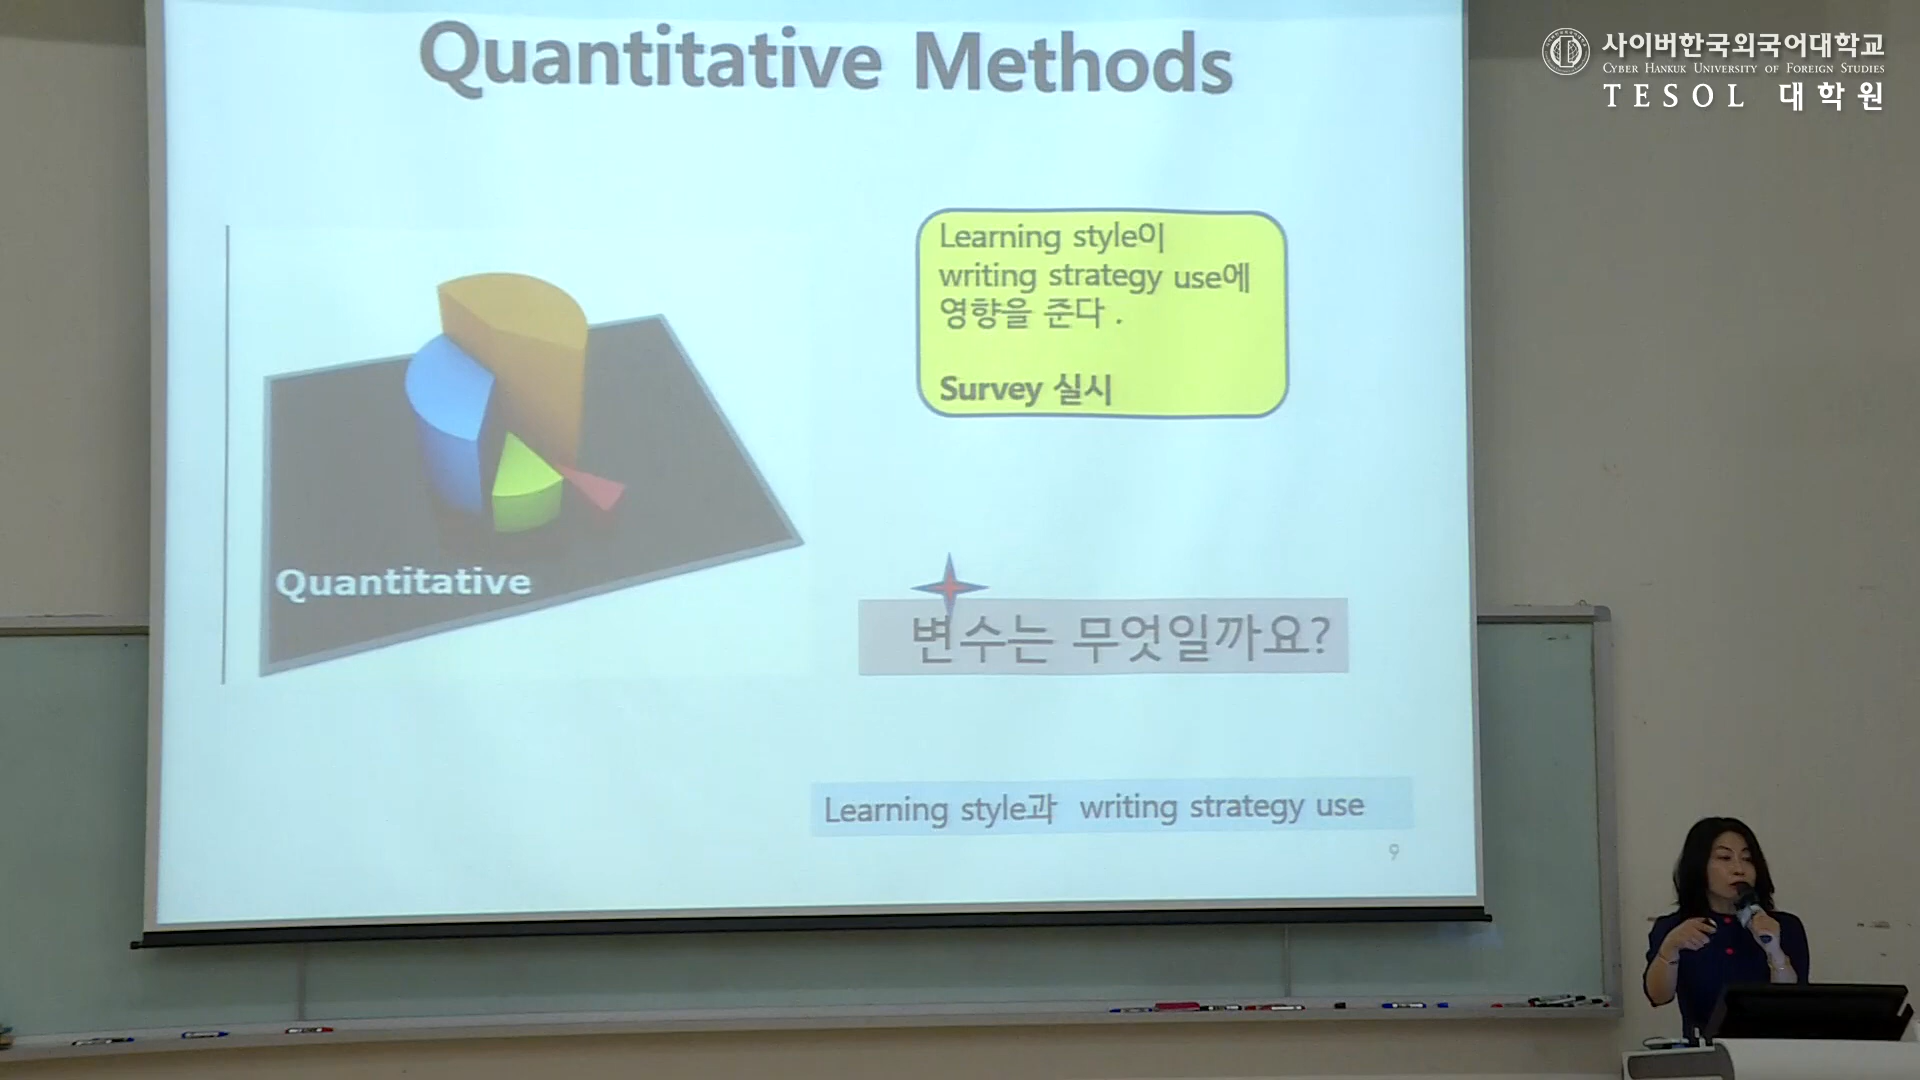 Quantitative Methods
사이버한국외국어대학교
CYBER HANKUK UNIVERSITY OF FOREIGN STUDIES
TESOL 대학원
Learning style이
writing strategy use에
영향을 준다 .
Survey 실시
Quantitative
변수는 무엇일까요?
Learning style과 writing strategy use
9